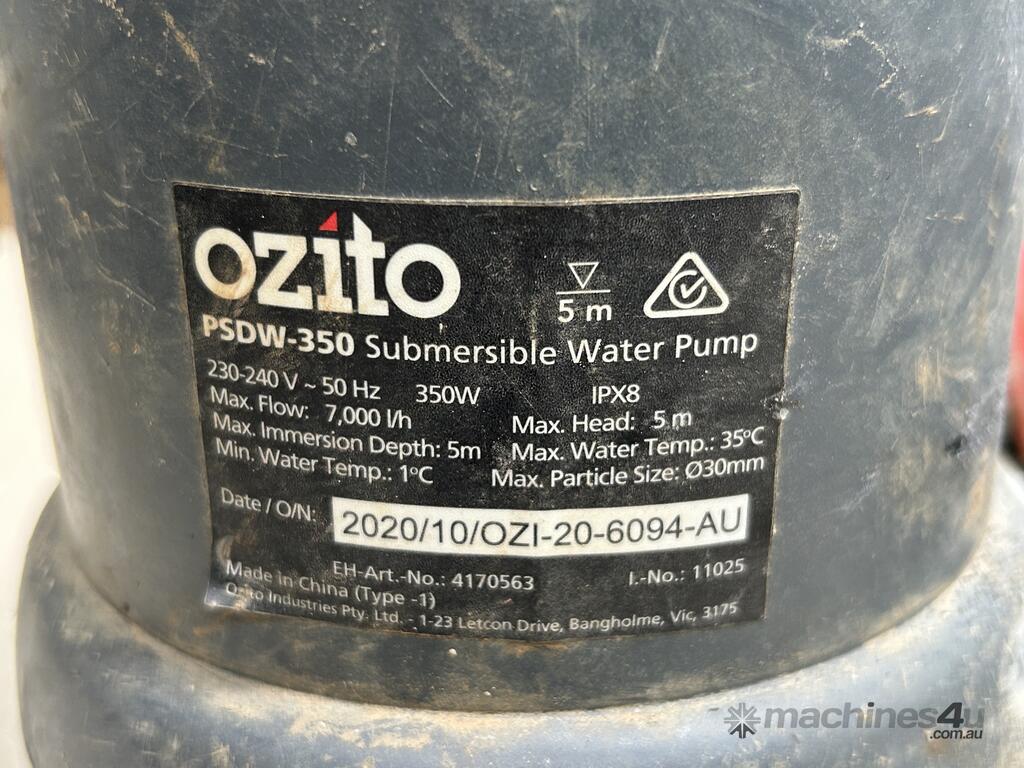 ozito
5 m
PSDW-350 Submersible Water Pump
230-240 V ~ 50 Hz 350W IPX8
Max. Flow: 7,000 l/h Max. Head: 5 m
Max. Immersion Depth: 5m Max. Water Temp.: 35°C
Min. Water Temp.: 1°C Max. Particle Size: Ø30mm
Date / O/N: 2020/10/OZI-20-6094-AU
EH-Art.-No.: 4170563 I.-No.: 11025
Made in China (Type -1)
Ozito Industries Pty. Ltd. - 1-23 Letcon Drive, Bangholme, Vic, 3175
machines4u
.com.au